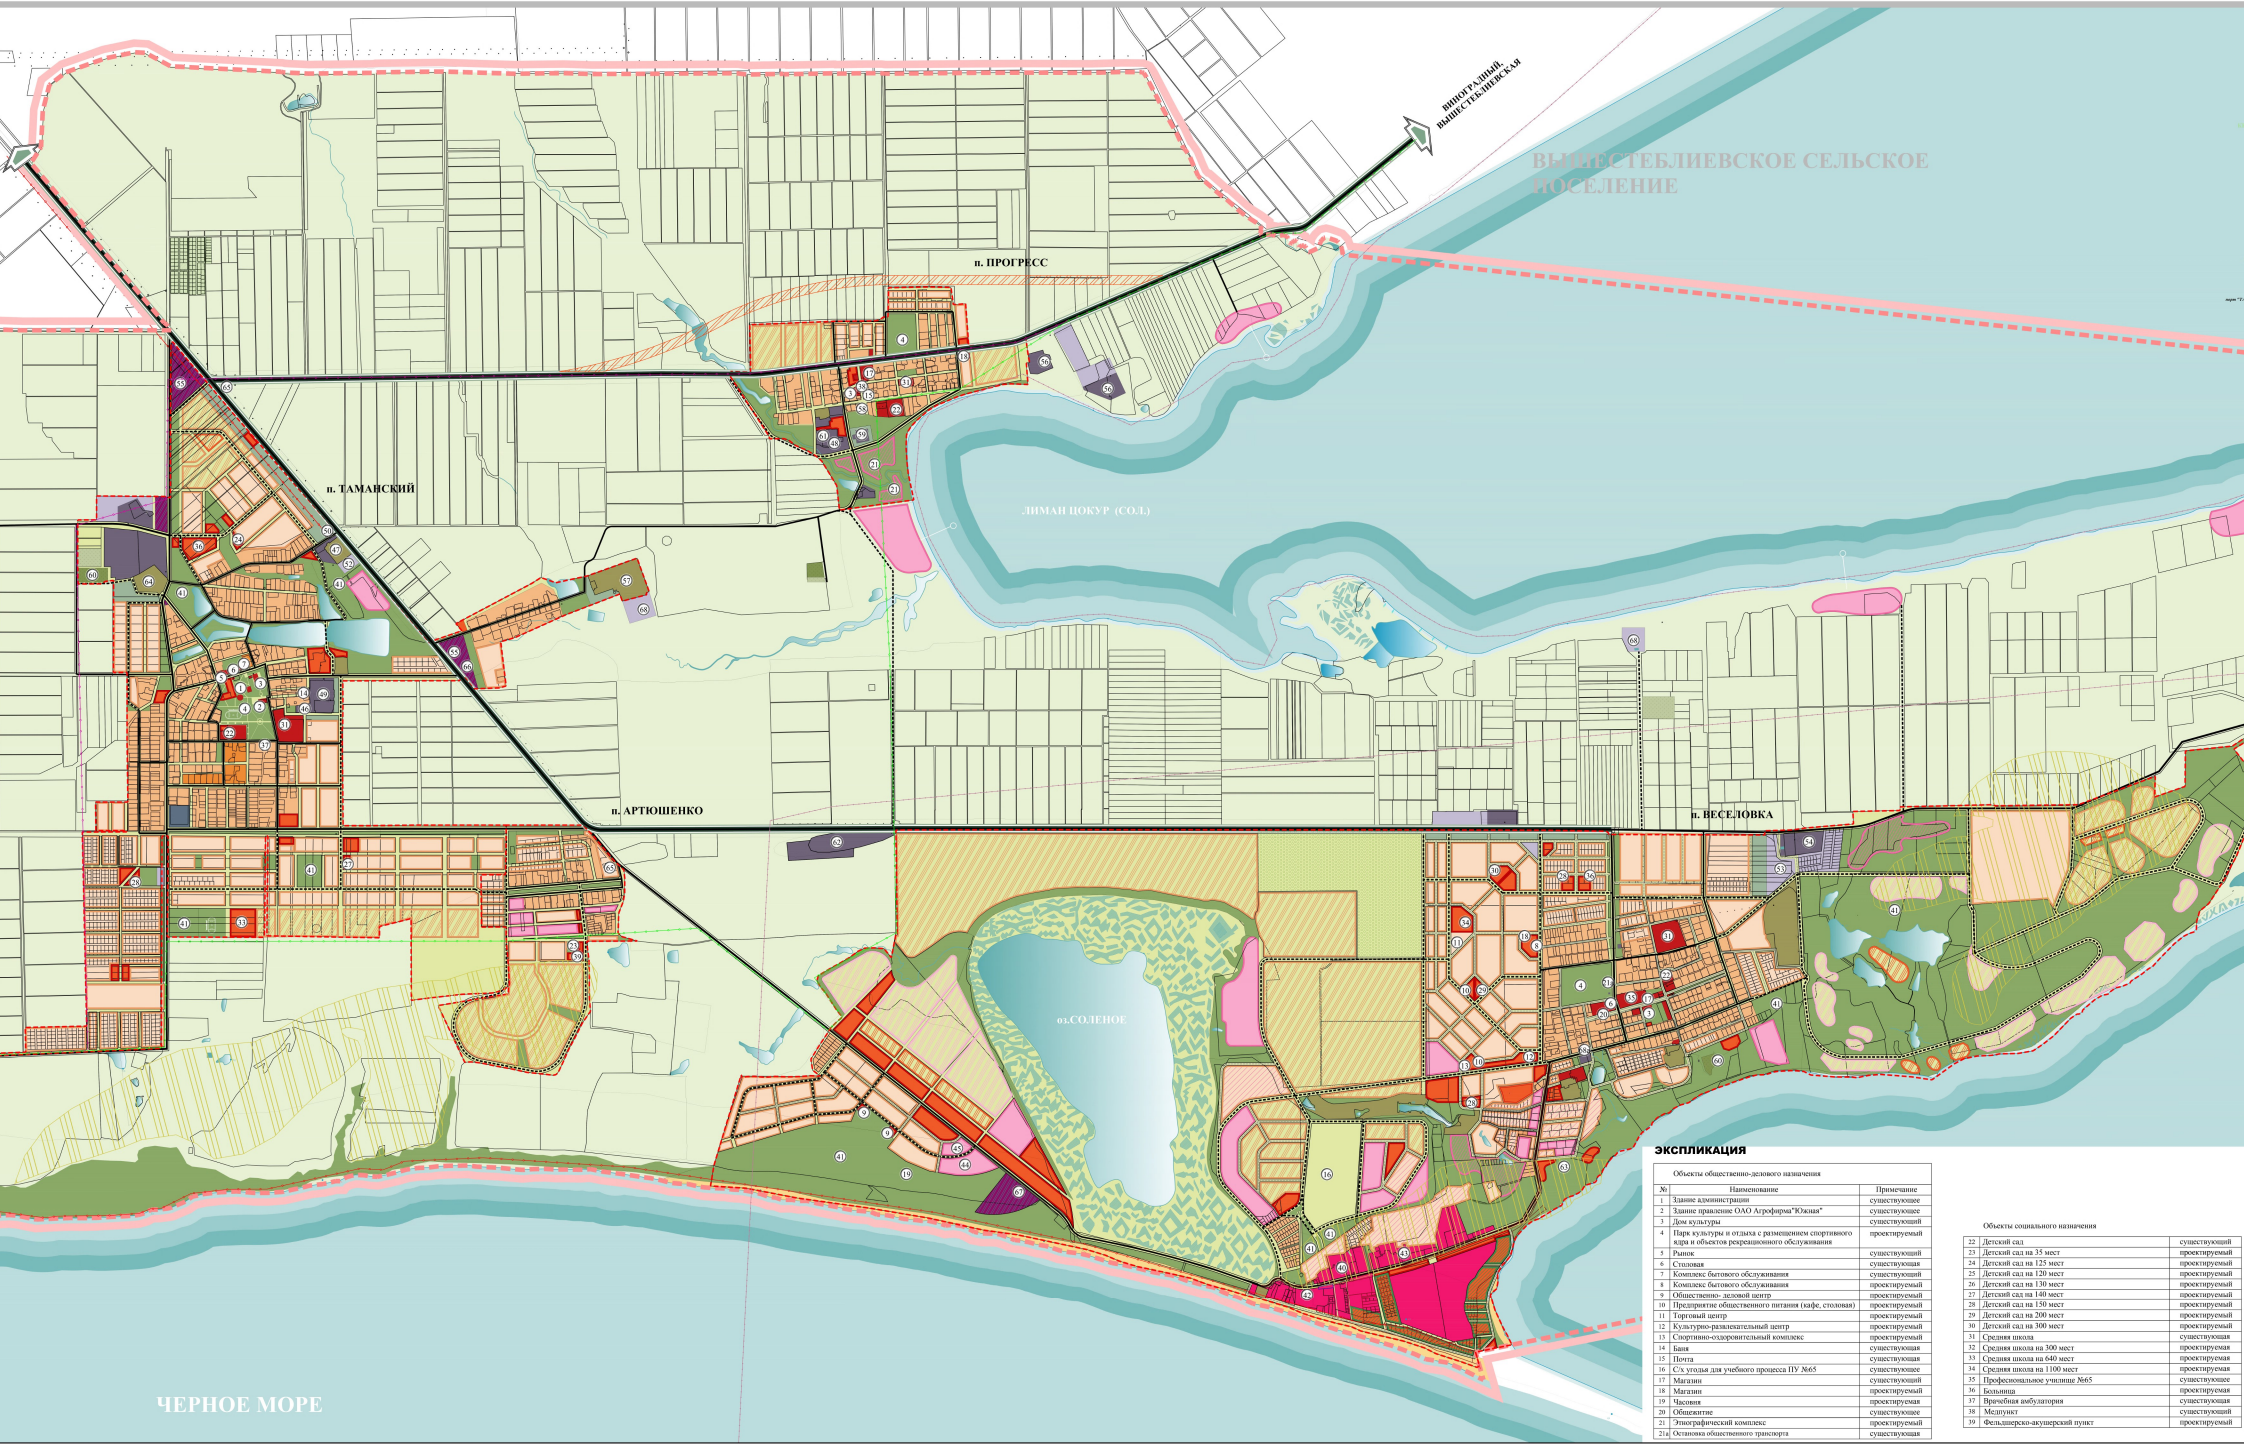 ВИНОГРАДНЫЙ,
ВЫШЕСТЕБЛИЕВСКАЯ
ВЫШЕСТЕБЛИЕВСКОЕ СЕЛЬСКОЕ
ПОСЕЛЕНИЕ
п. ПРОГРЕСС
п. ТАМАНСКИЙ
ЛИМАН ЦОКУР (СОЛ.)
п. АРТЮШЕНКО
п. ВЕСЕЛОВКА
оз.СОЛЕНОЕ
ЧЕРНОЕ МОРЕ
ЭКСПЛИКАЦИЯ
Объекты общественно-делового назначения
№ Наименование Примечание
1 Здание администрации существующее
2 Здание правление ОАО Агрофирма"Южная" существующее
3 Дом культуры существующий
4 Парк культуры и отдыха с размещением спортивного проектируемый
ядра и объектов рекреационного обслуживания
5 Рынок существующий
6 Столовая существующая
7 Комплекс бытового обслуживания существующий
8 Комплекс бытового обслуживания проектируемый
9 Общественно- деловой центр проектируемый
10 Предприятие общественного питания (кафе, столовая) проектируемый
11 Торговый центр проектируемый
12 Культурно-развлекательный центр проектируемый
13 Спортивно-оздоровительный комплекс проектируемый
14 Баня существующая
15 Почта существующая
16 С/х угодья для учебного процесса ПУ №65 существующее
17 Магазин существующий
18 Магазин проектируемый
19 Часовня проектируемая
20 Общежитие существующее
21 Этнографический комплекс проектируемый
21а Остановка общественного транспорта существующая
Объекты социального назначения
22 Детский сад существующий
23 Детский сад на 35 мест проектируемый
24 Детский сад на 125 мест проектируемый
25 Детский сад на 120 мест проектируемый
26 Детский сад на 130 мест проектируемый
27 Детский сад на 140 мест проектируемый
28 Детский сад на 150 мест проектируемый
29 Детский сад на 200 мест проектируемый
30 Детский сад на 300 мест проектируемый
31 Средняя школа существующая
32 Средняя школа на 300 мест проектируемая
33 Средняя школа на 640 мест проектируемая
34 Средняя школа на 1100 мест проектируемая
35 Професиональное училище №65 существующее
36 Больница проектируемая
37 Врачебная амбулатория существующая
38 Медпункт существующий
39 Фельдшерско-акушерский пункт проектируемый